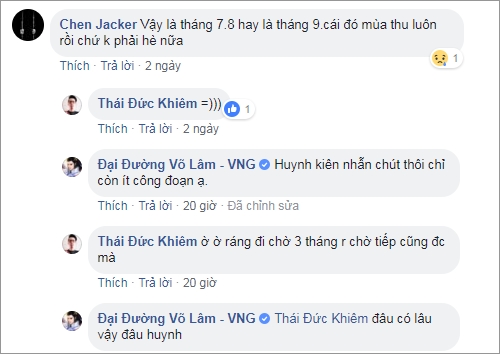 Chen Jacker Vậy là tháng 7.8 hay là tháng 9.cái đó mùa thu luôn
rồi chứ k phải hè nữa
1
Thích · Trả lời · 2 ngày
Thái Đức Khiêm =)))
1
Thích · Trả lời · 2 ngày
Đại Đường Võ Lâm - VNG Huynh kiên nhẫn chút thôi chỉ
còn ít công đoạn ạ.
Thích · Trả lời · 20 giờ · Đã chỉnh sửa
Thái Đức Khiêm ở ở ráng đi chờ 3 tháng r chờ tiếp cũng đc
mà
Thích · Trả lời · 20 giờ
Đại Đường Võ Lâm - VNG Thái Đức Khiêm đâu có lâu
vậy đâu huynh